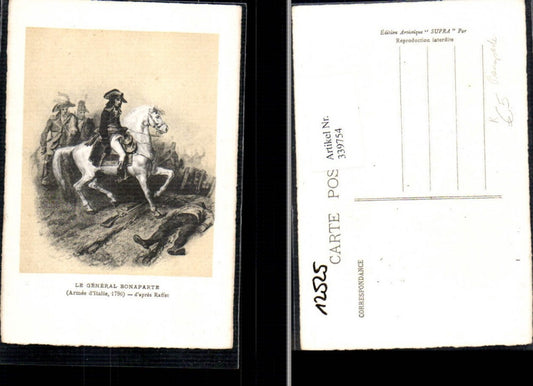 LE GÉNÉRAL BONAPARTE
(Armée d'Italie, 1796) — d'après Raffet
Edition Artistique "SUPRA" Par
Reproduction interdite
CARTE POS
Artikel Nr.
339754
CORRESPONDANCE
12525